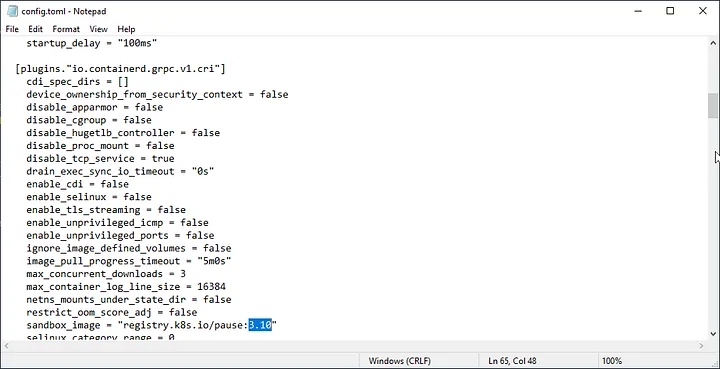 config.toml - Notepad
File Edit Format View Help
startup_delay = "100ms"
[plugins."io.containerd.grpc.v1.cri"]
cdi_spec_dirs = []
device_ownership_from_security_context = false
disable_apparmor = false
disable_cgroup = false
disable_hugetlb_controller = false
disable_proc_mount = false
disable_tcp_service = true
drain_exec_sync_io_timeout = "0s"
enable_cdi = false
enable_selinux = false
enable_tls_streaming = false
enable_unprivileged_icmp = false
enable_unprivileged_ports = false
ignore_image_defined_volumes = false
image_pull_progress_timeout = "5m0s"
max_concurrent_downloads = 3
max_container_log_line_size = 16384
netns_mounts_under_state_dir = false
restrict_oom_score_adj = false
sandbox_image = "registry.k8s.io/pause:3.10"
selinux_category_range = 0
Windows (CRLF) Ln 65, Col 48 100%